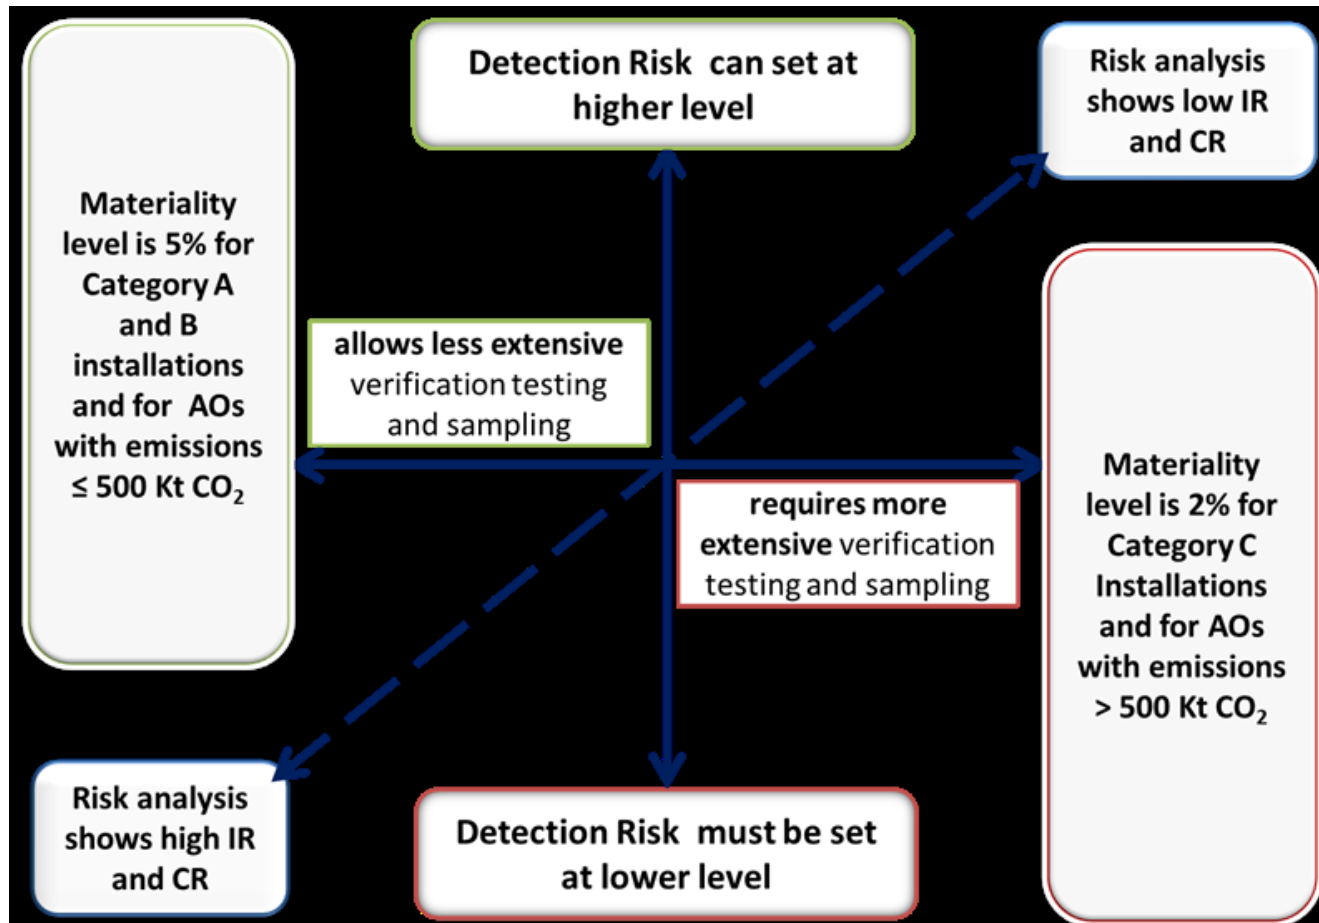 Detection Risk can set at
higher level
Risk analysis
shows low IR
and CR
Materiality
level is 5% for
Category A
and B
installations
and for AOs
with emissions
≤ 500 Kt CO₂
allows less extensive
verification testing
and sampling
requires more
extensive verification
testing and sampling
Materiality
level is 2% for
Category C
Installations
and for AOs
with emissions
> 500 Kt CO₂
Risk analysis
shows high IR
and CR
Detection Risk must be set
at lower level